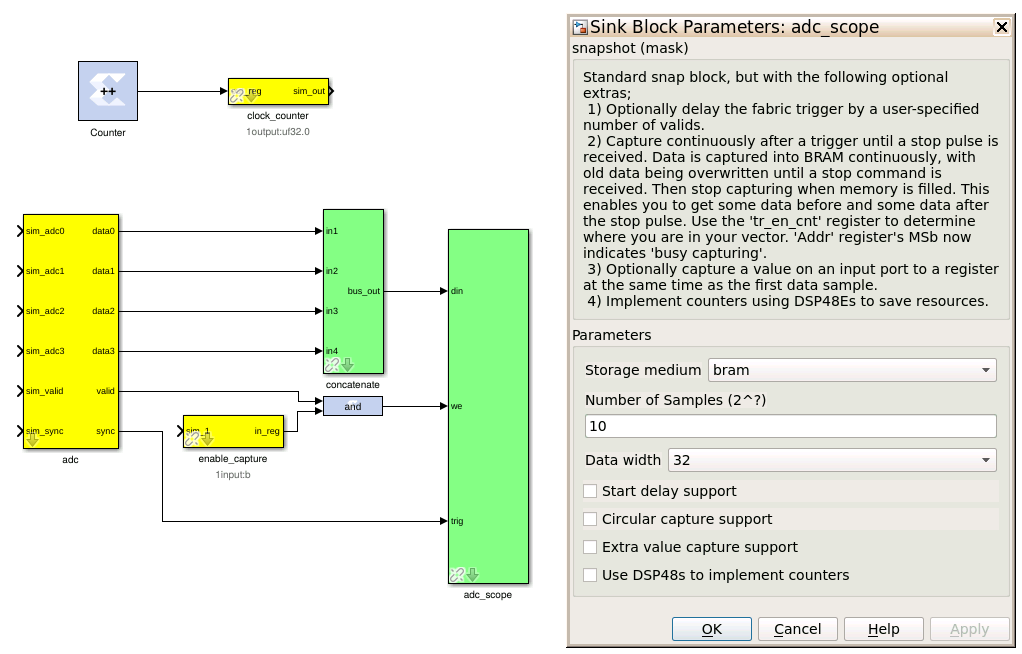 ++
Counter
_reg
sim_out
clock_counter
1output:uf32.0
sim_adc0
data0
sim_adc1
data1
sim_adc2
data2
sim_adc3
data3
sim_valid
valid
sim_sync
sync
adc
in1
in2
bus_out
in3
in4
concatenate
and
sim_1
in_reg
enable_capture
1input:b
din
we
trig
adc_scope
Sink Block Parameters: adc_scope
snapshot (mask)
Standard snap block, but with the following optional
extras;
1) Optionally delay the fabric trigger by a user-specified
number of valids.
2) Capture continuously after a trigger until a stop pulse is
received. Data is captured into BRAM continuously, with
old data being overwritten until a stop command is
received. Then stop capturing when memory is filled. This
enables you to get some data before and some data after
the stop pulse. Use the 'tr_en_cnt' register to determine
where you are in your vector. 'Addr' register's MSb now
indicates 'busy capturing'.
3) Optionally capture a value on an input port to a register
at the same time as the first data sample.
4) Implement counters using DSP48Es to save resources.
Parameters
Storage medium bram
Number of Samples (2^?)
10
Data width 32
Start delay support
Circular capture support
Extra value capture support
Use DSP48s to implement counters
OK Cancel Help Apply